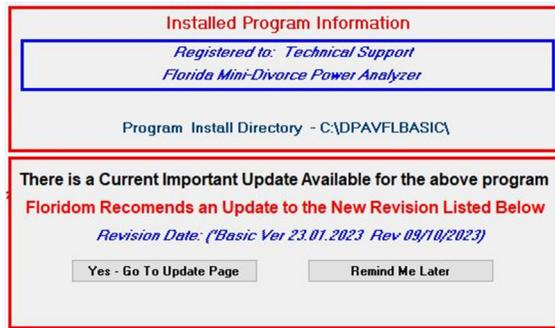 Installed Program Information
Registered to: Technical Support
Florida Mini-Divorce Power Analyzer
Program Install Directory - C:\DPAVFLBASIC\
There is a Current Important Update Available for the above program
Floridom Recomends an Update to the New Revision Listed Below
Revision Date: ('Basic Ver 23.01.2023 Rev 09/10/2023)
Yes - Go To Update Page Remind Me Later